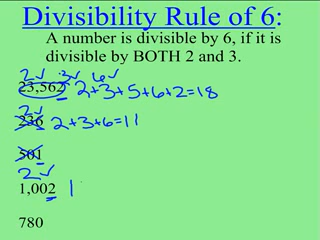 Divisibility Rule of 6:
A number is divisible by 6, if it is
divisible by BOTH 2 and 3.
2✓ 3✓ 6✓
23,562 2+3+5+6+2=18
2✓
236 2+3+6=11
501
2✓
1,002 1
780